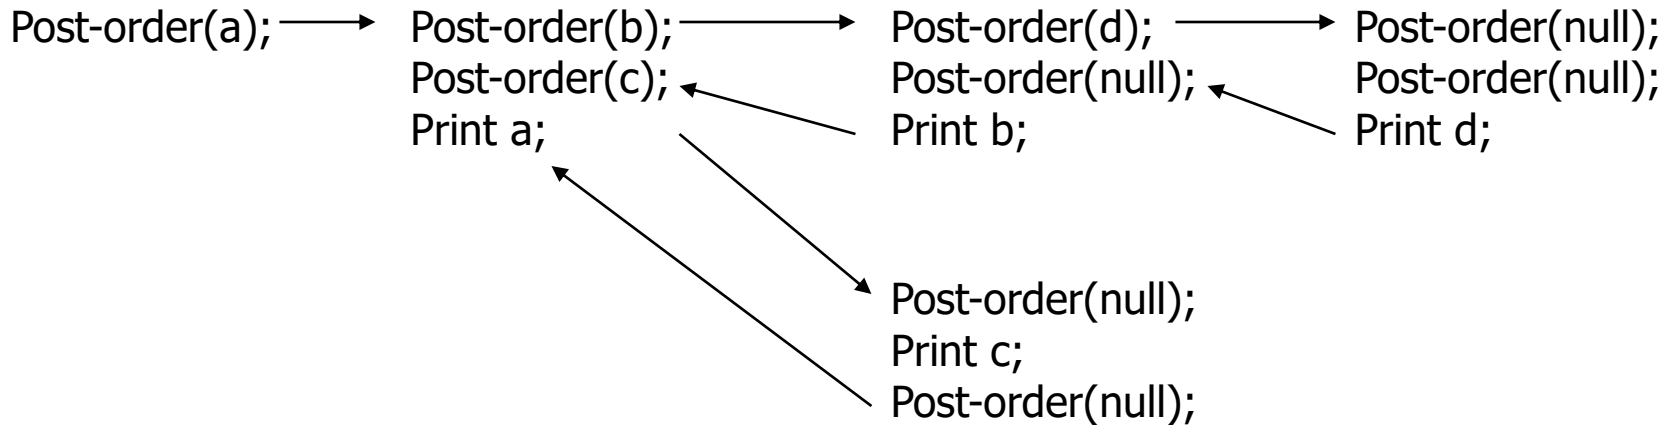 Post-order(a);
Post-order(b);
Post-order(c);
Print a;
Post-order(d);
Post-order(null);
Print b;
Post-order(null);
Post-order(null);
Print d;
Post-order(null);
Print c;
Post-order(null);